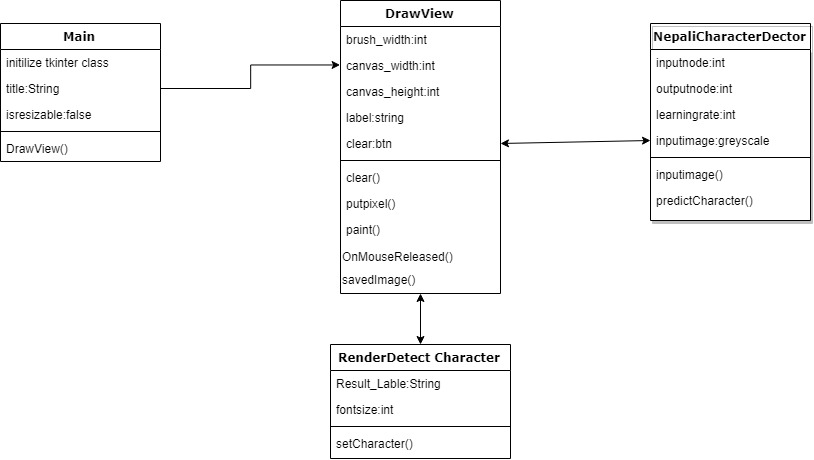 Main
initilize tkinter class
title:String
isresizable:false
DrawView()
DrawView
brush_width:int
canvas_width:int
canvas_height:int
label:string
clear:btn
clear()
putpixel()
paint()
OnMouseReleased()
savedImage()
NepaliCharacterDector
inputnode:int
outputnode:int
learningrate:int
inputimage:greyscale
inputimage()
predictCharacter()
RenderDetect Character
Result_Lable:String
fontsize:int
setCharacter()